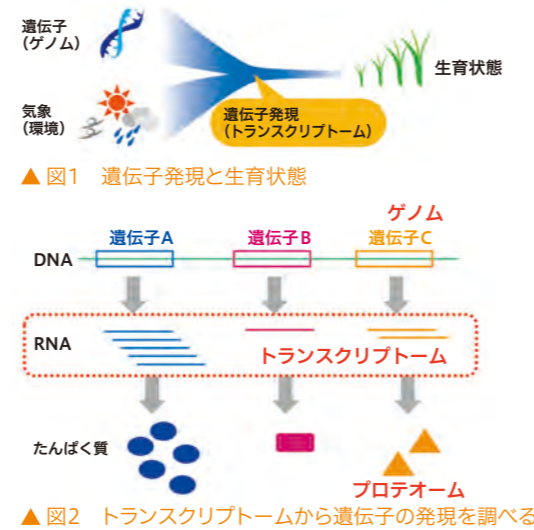 遺伝子
（ゲノム）
生育状態
気象
（環境）
遺伝子発現
（トランスクリプトーム）
▲ 図1　遺伝子発現と生育状態
ゲノム
遺伝子A
遺伝子B
遺伝子C
DNA
RNA
トランスクリプトーム
たんぱく質
プロテオーム
▲ 図2　トランスクリプトームから遺伝子の発現を調べる